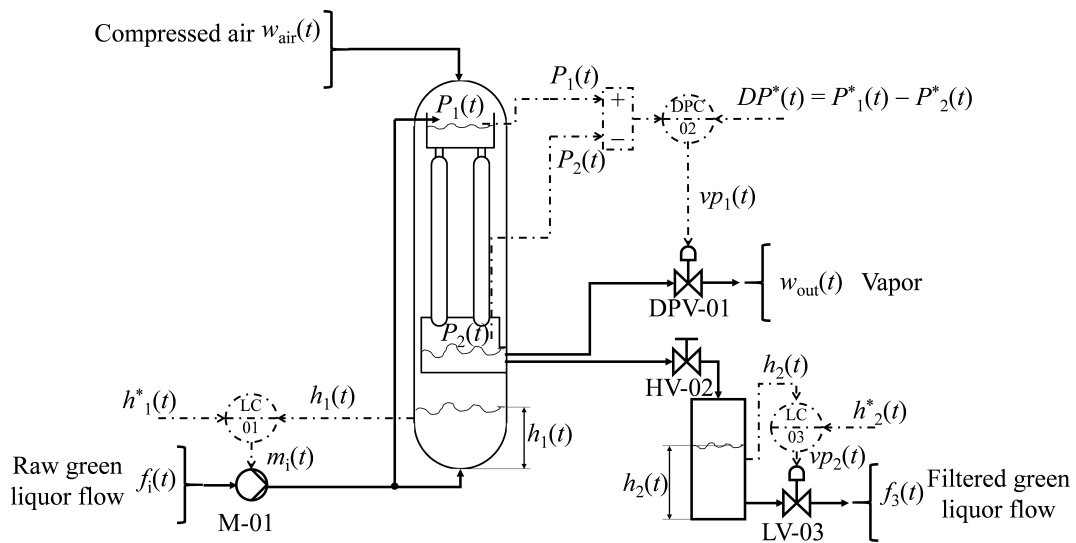 Compressed air w_air(t)
P₁(t)
P₁(t)
+
−
DPC
02
DP*(t) = P*₁(t) − P*₂(t)
P₂(t)
vp₁(t)
w_out(t) Vapor
DPV-01
P₂(t)
HV-02
h₂(t)
h*₁(t)
LC
01
h₁(t)
LC
03
h*₂(t)
h₁(t)
Raw green
liquor flow
f_i(t)
m_i(t)
M-01
vp₂(t)
h₂(t)
f₃(t)
Filtered green
liquor flow
LV-03